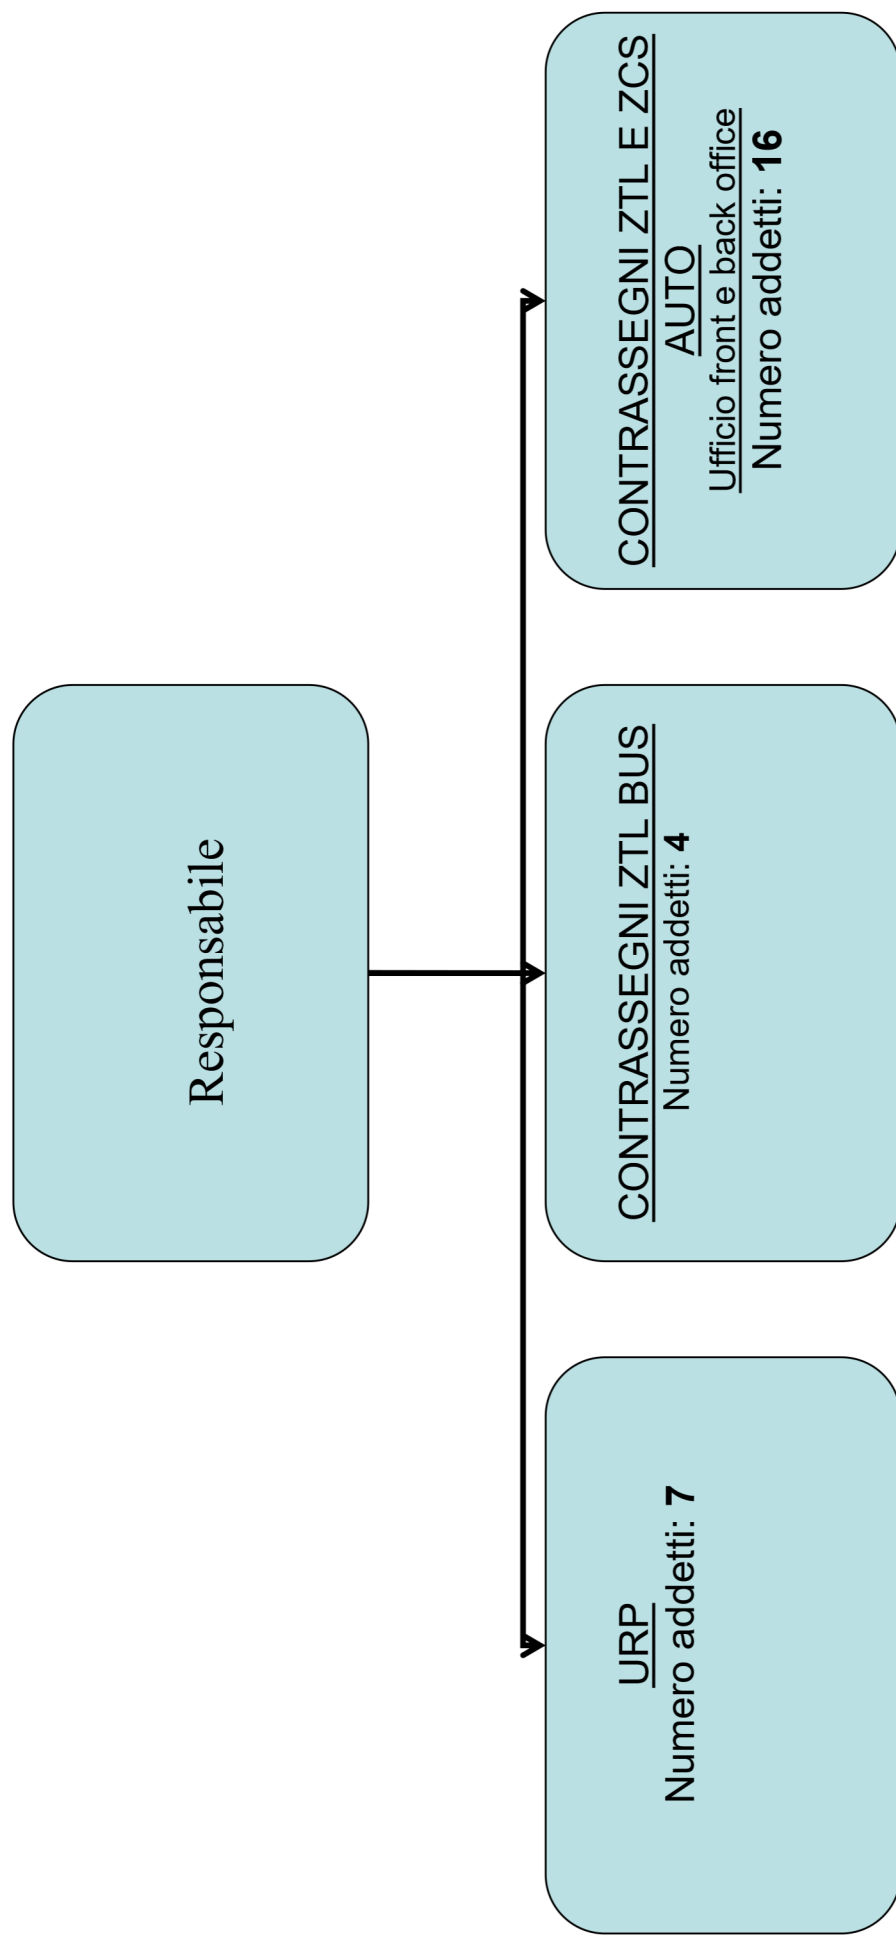 Responsabile
URP
Numero addetti: 7
CONTRASSEGNI ZTL BUS
Numero addetti: 4
CONTRASSEGNI ZTL E ZCS
AUTO
Ufficio front e back office
Numero addetti: 16